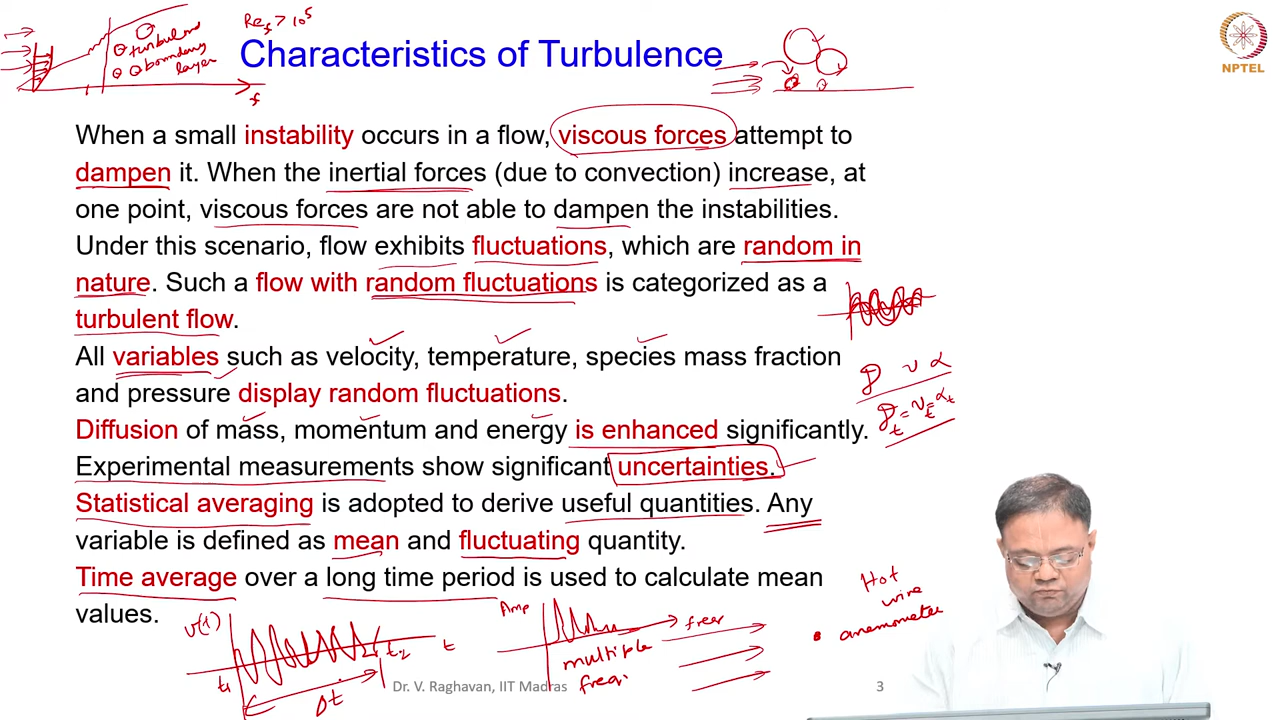 Re_f > 10^5
turbulent
boundary
layer
f
Characteristics of Turbulence
NPTEL
When a small instability occurs in a flow, viscous forces attempt to
dampen it. When the inertial forces (due to convection) increase, at
one point, viscous forces are not able to dampen the instabilities.
Under this scenario, flow exhibits fluctuations, which are random in
nature. Such a flow with random fluctuations is categorized as a
turbulent flow.
All variables such as velocity, temperature, species mass fraction
and pressure display random fluctuations.
ν α
ν_t = α_t
Diffusion of mass, momentum and energy is enhanced significantly.
Experimental measurements show significant uncertainties.
Statistical averaging is adopted to derive useful quantities. Any
variable is defined as mean and fluctuating quantity.
Time average over a long time period is used to calculate mean
values.
Hot
wire
anemometer
v(t)
t₁
t₂
t
Δt
Amp
freq
multiple
freq.
Dr. V. Raghavan, IIT Madras
3